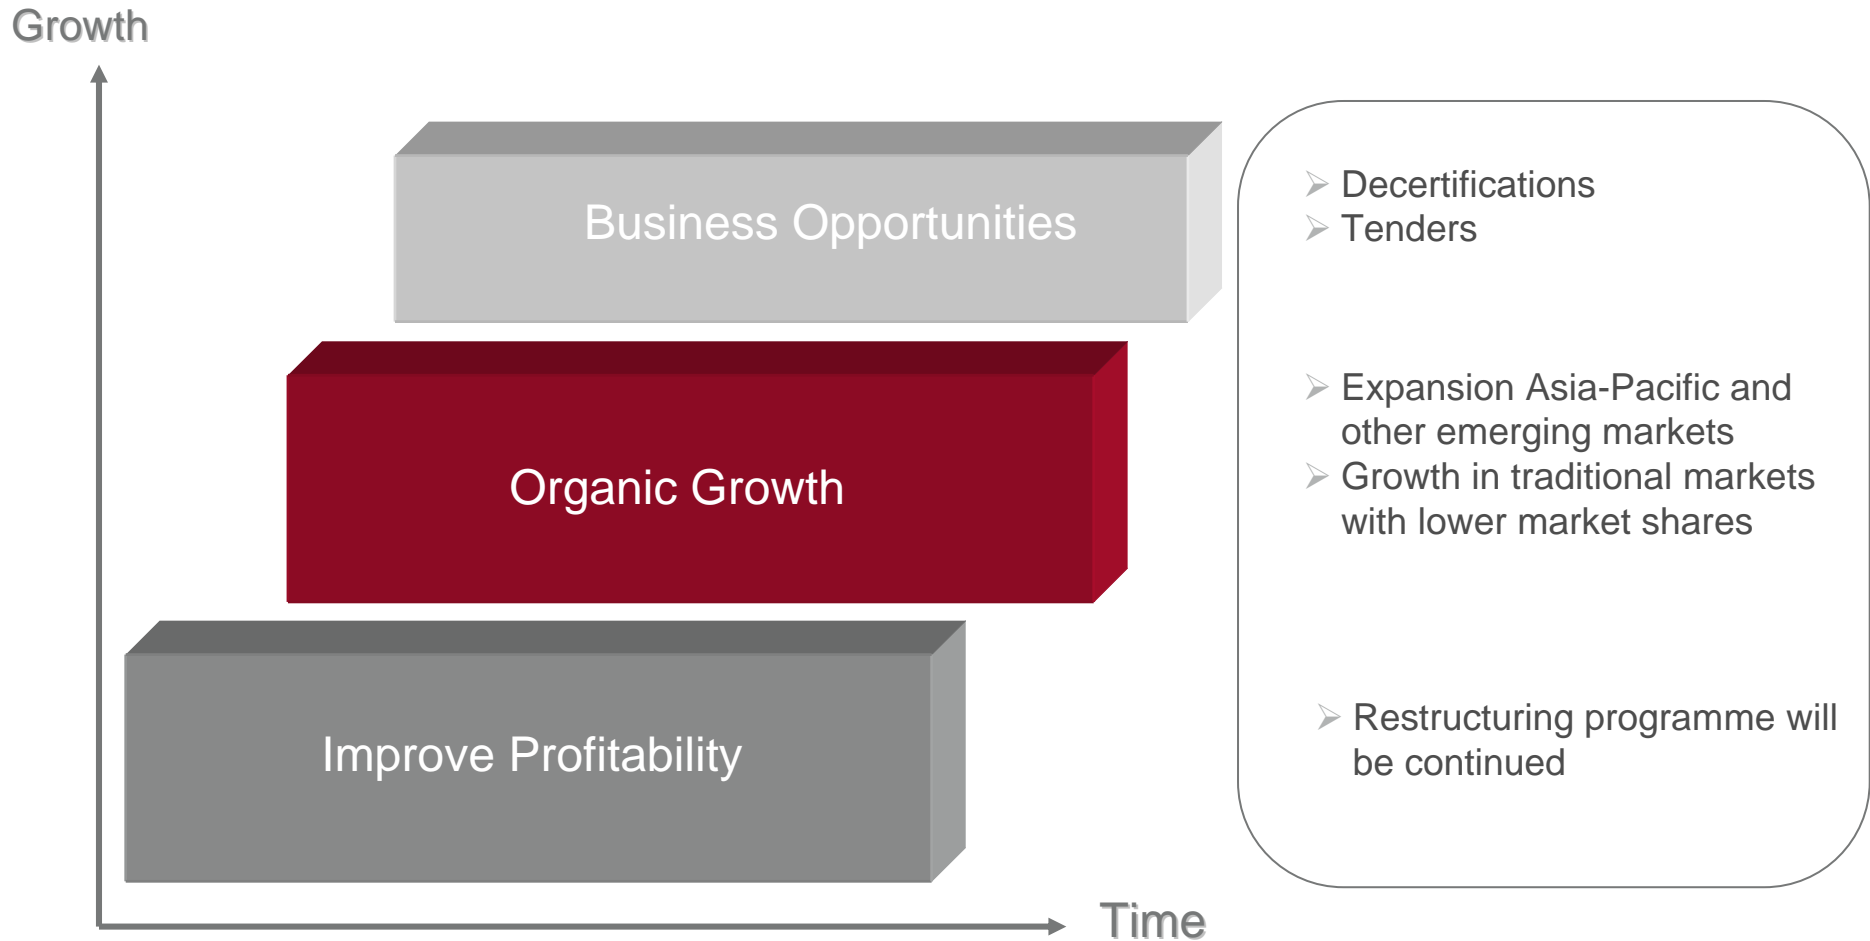 Growth
Business Opportunities
➢ Decertifications
➢ Tenders
Organic Growth
➢ Expansion Asia-Pacific and
other emerging markets
➢ Growth in traditional markets
with lower market shares
Improve Profitability
➢ Restructuring programme will
be continued
Time